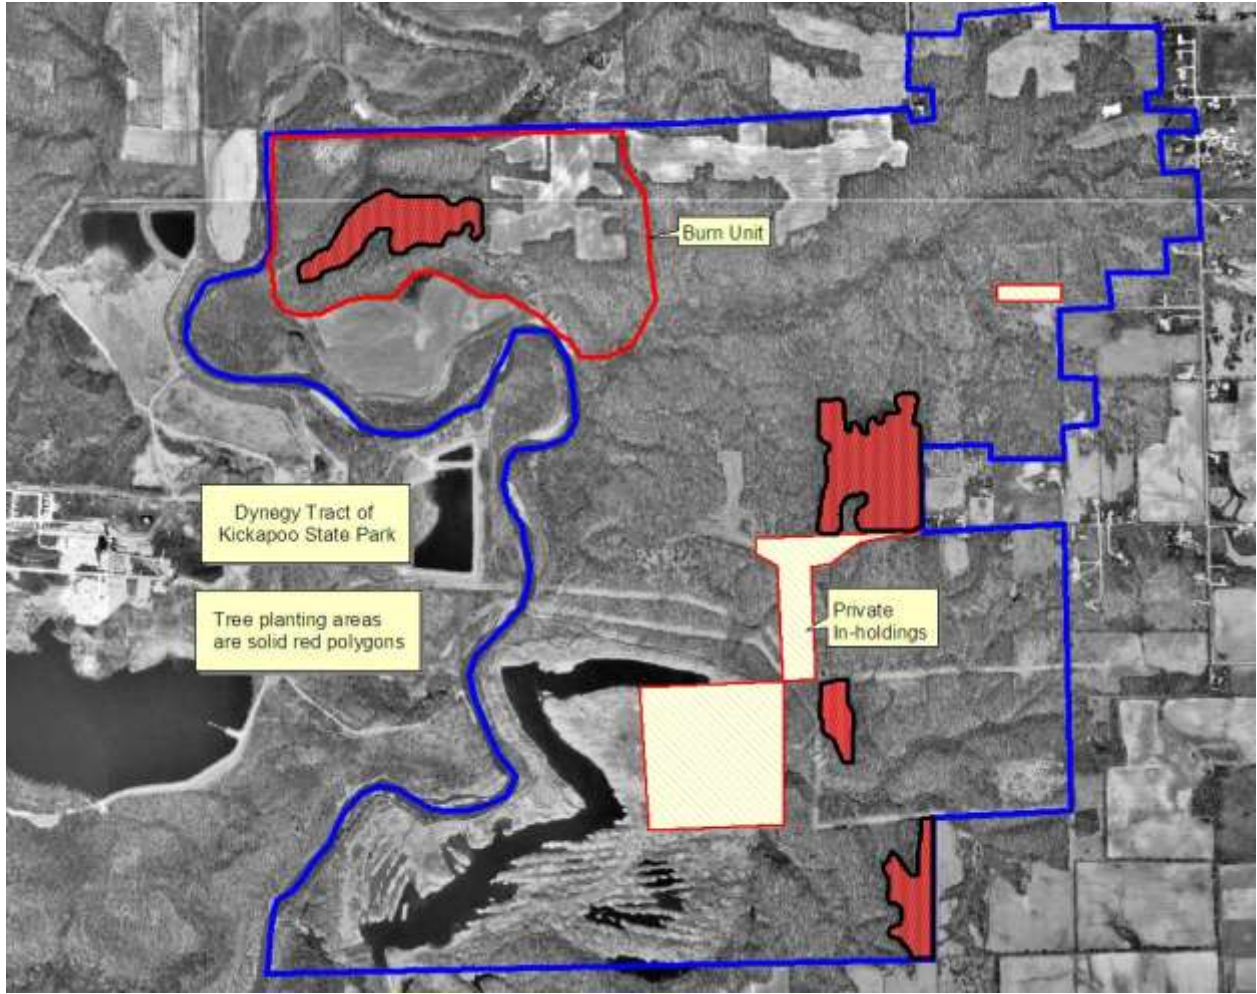 Burn Unit
Dynegy Tract of
Kickapoo State Park
Tree planting areas
are solid red polygons
Private
In-holdings